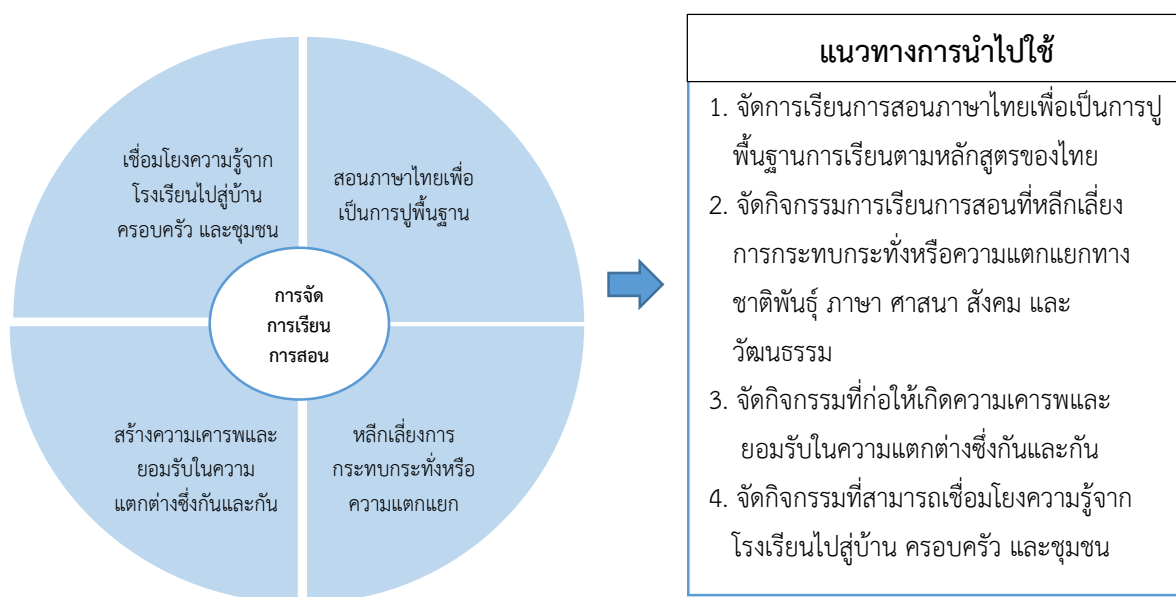 เชื่อมโยงความรู้จาก
โรงเรียนไปสู่บ้าน
ครอบครัว และชุมชน
สอนภาษาไทยเพื่อ
เป็นการปูพื้นฐาน
การจัด
การเรียน
การสอน
สร้างความเคารพและ
ยอมรับในความ
แตกต่างซึ่งกันและกัน
หลีกเลี่ยงการ
กระทบกระทั่งหรือ
ความแตกแยก
แนวทางการนำไปใช้
1. จัดการเรียนการสอนภาษาไทยเพื่อเป็นการปู
พื้นฐานการเรียนตามหลักสูตรของไทย
2. จัดกิจกรรมการเรียนการสอนที่หลีกเลี่ยง
การกระทบกระทั่งหรือความแตกแยกทาง
ชาติพันธุ์ ภาษา ศาสนา สังคม และ
วัฒนธรรม
3. จัดกิจกรรมที่ก่อให้เกิดความเคารพและ
ยอมรับในความแตกต่างซึ่งกันและกัน
4. จัดกิจกรรมที่สามารถเชื่อมโยงความรู้จาก
โรงเรียนไปสู่บ้าน ครอบครัว และชุมชน